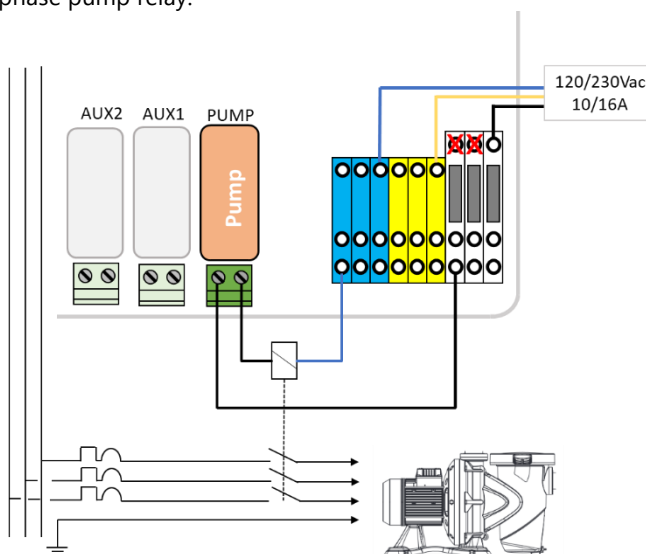 phase pump relay.
120/230Vac
10/16A
AUX2 AUX1 PUMP
Pump